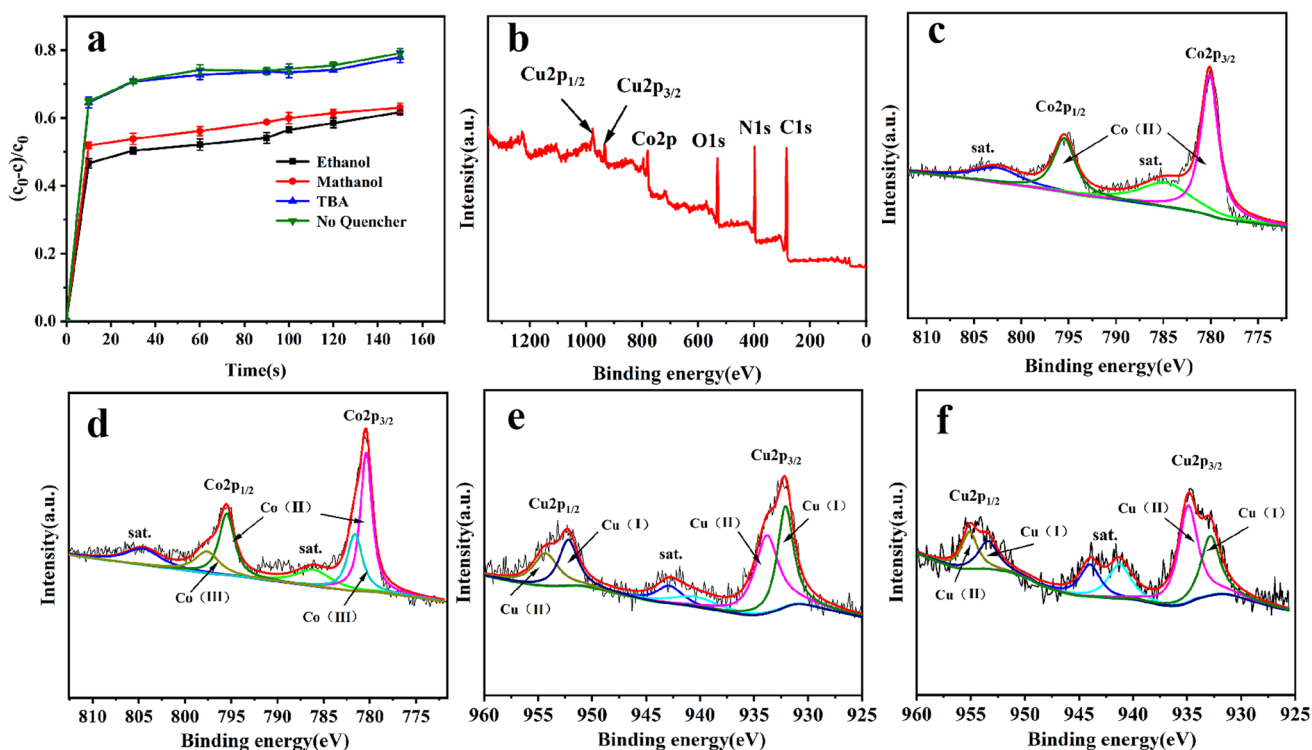 a
(c₀-c)/c₀
0.8
0.6
0.4
0.2
0.0
Ethanol
Mathanol
TBA
No Quencher
0 20 40 60 80 100 120 140 160
Time(s)
b
Intensity(a.u.)
Cu2p₁/₂
Cu2p₃/₂
Co2p
O1s
N1s
C1s
1200 1000 800 600 400 200 0
Binding energy(eV)
c
Intensity(a.u.)
Co2p₃/₂
Co2p₁/₂
Co（II）
sat.
sat.
810 805 800 795 790 785 780 775
Binding energy(eV)
d
Intensity(a.u.)
Co2p₃/₂
Co2p₁/₂
Co（II）
sat.
sat.
Co（III）
Co（III）
810 805 800 795 790 785 780 775
Binding energy(eV)
e
Intensity(a.u.)
Cu2p₃/₂
Cu2p₁/₂
Cu（I）
Cu（II）
Cu（I）
sat.
Cu（II）
960 955 950 945 940 935 930 925
Binding energy(eV)
f
Intensity(a.u.)
Cu2p₃/₂
Cu2p₁/₂
Cu（II）
Cu（I）
Cu（I）
sat.
Cu（II）
960 955 950 945 940 935 930 925
Binding energy(eV)